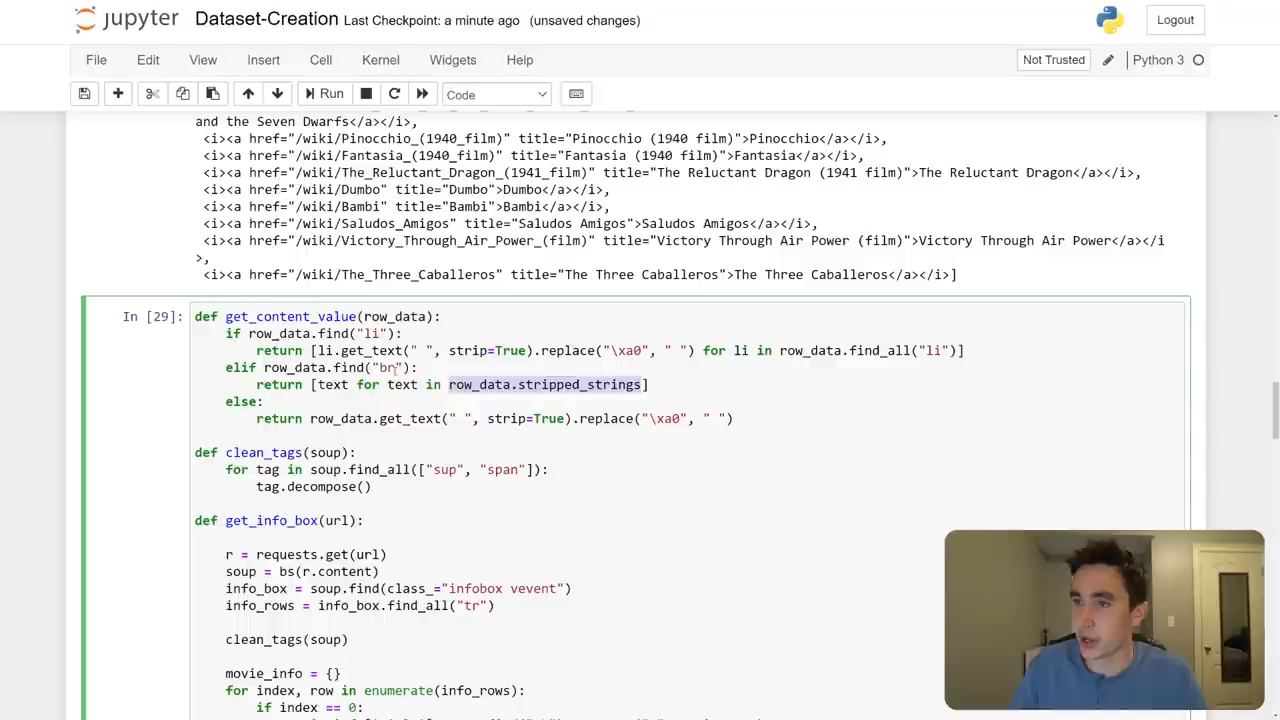 jupyter Dataset-Creation Last Checkpoint: a minute ago (unsaved changes) Logout
File Edit View Insert Cell Kernel Widgets Help Not Trusted Python 3
Run Code
and the Seven Dwarfs</a></i>,
<i><a href="/wiki/Pinocchio_(1940_film)" title="Pinocchio (1940 film)">Pinocchio</a></i>,
<i><a href="/wiki/Fantasia_(1940_film)" title="Fantasia (1940 film)">Fantasia</a></i>,
<i><a href="/wiki/The_Reluctant_Dragon_(1941_film)" title="The Reluctant Dragon (1941 film)">The Reluctant Dragon</a></i>,
<i><a href="/wiki/Dumbo" title="Dumbo">Dumbo</a></i>,
<i><a href="/wiki/Bambi" title="Bambi">Bambi</a></i>,
<i><a href="/wiki/Saludos_Amigos" title="Saludos Amigos">Saludos Amigos</a></i>,
<i><a href="/wiki/Victory_Through_Air_Power_(film)" title="Victory Through Air Power (film)">Victory Through Air Power</a></i
>,
<i><a href="/wiki/The_Three_Caballeros" title="The Three Caballeros">The Three Caballeros</a></i>]
In [29]: def get_content_value(row_data):
if row_data.find("li"):
return [li.get_text(" ", strip=True).replace("\xa0", " ") for li in row_data.find_all("li")]
elif row_data.find("br"):
return [text for text in row_data.stripped_strings]
else:
return row_data.get_text(" ", strip=True).replace("\xa0", " ")
def clean_tags(soup):
for tag in soup.find_all(["sup", "span"]):
tag.decompose()
def get_info_box(url):
r = requests.get(url)
soup = bs(r.content)
info_box = soup.find(class_="infobox vevent")
info_rows = info_box.find_all("tr")
clean_tags(soup)
movie_info = {}
for index, row in enumerate(info_rows):
if index == 0: